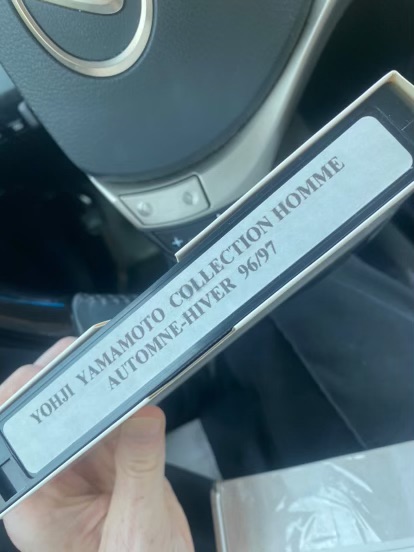 YOHJI YAMAMOTO COLLECTION HOMME
AUTOMNE-HIVER 96/97